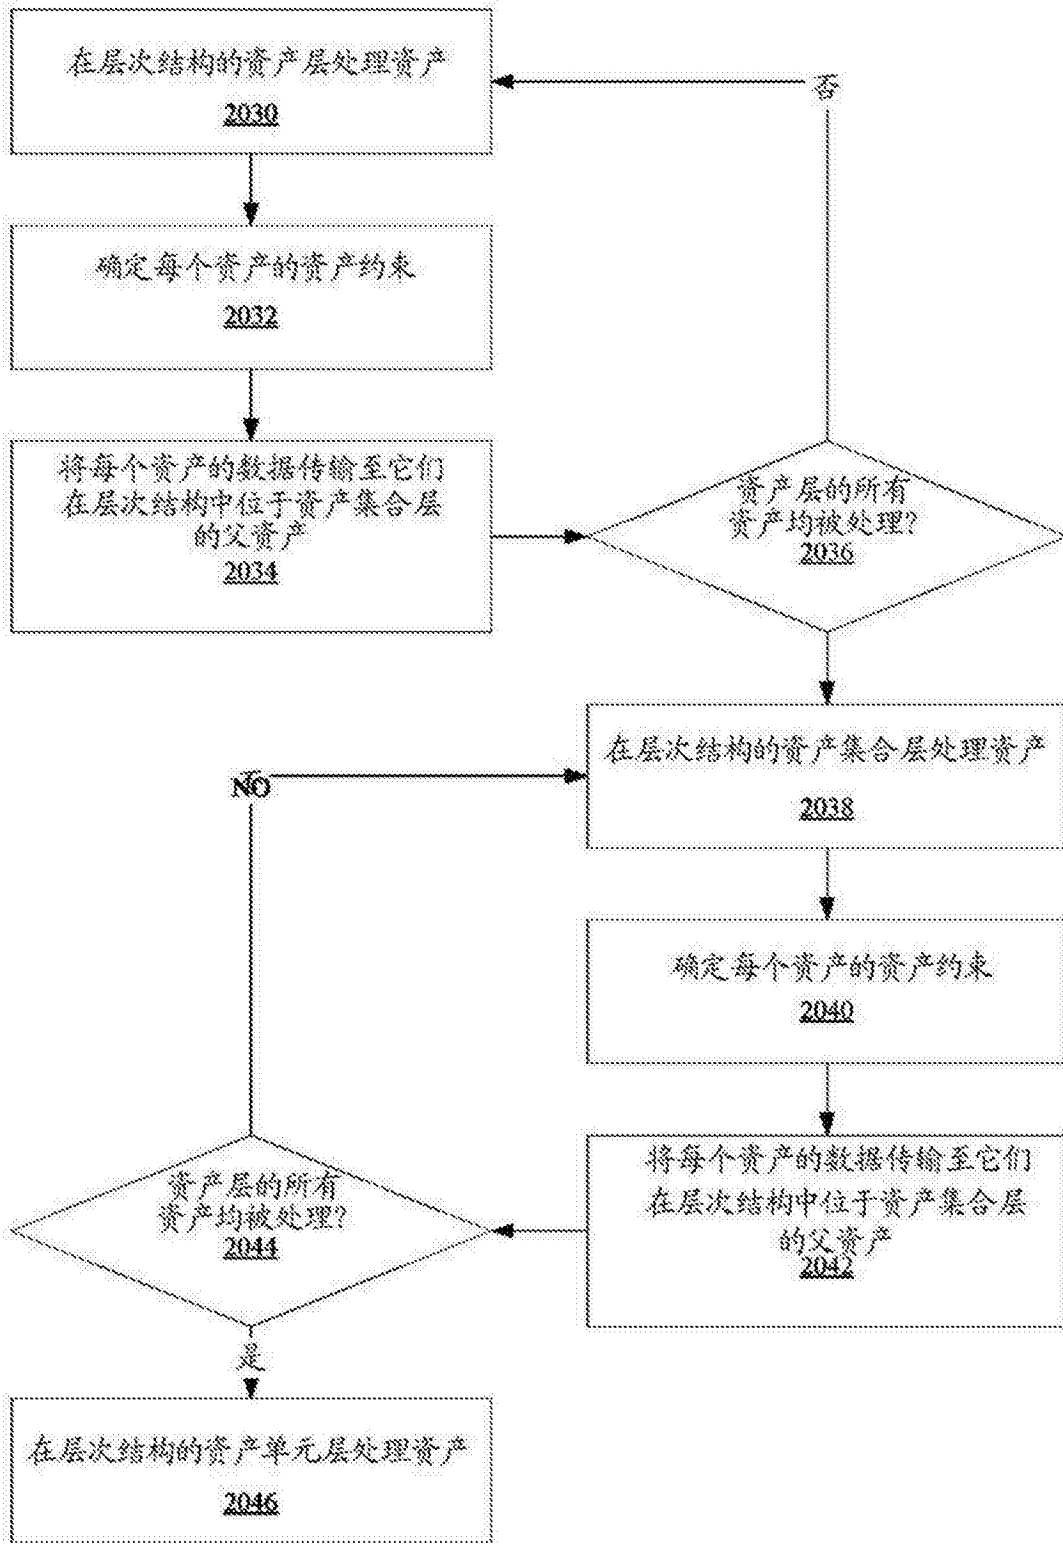 在层次结构的资产层处理资产
2030
否
确定每个资产的资产约束
2032
将每个资产的数据传输至它们
在层次结构中位于资产集合层
的父资产
2034
资产层的所有
资产均被处理?
2036
在层次结构的资产集合层处理资产
2038
NO
确定每个资产的资产约束
2040
将每个资产的数据传输至它们
在层次结构中位于资产集合层
的父资产
2042
资产层的所有
资产均被处理?
2044
是
在层次结构的资产单元层处理资产
2046